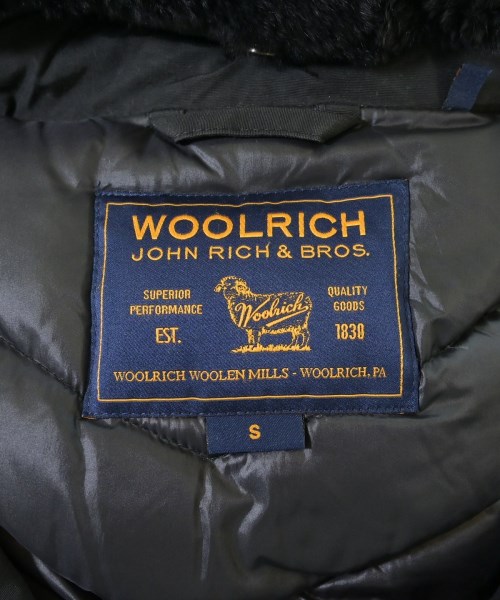 WOOLRICH
JOHN RICH & BROS.
SUPERIOR
PERFORMANCE
EST.
Woolrich
QUALITY
GOODS
1830
WOOLRICH WOOLEN MILLS - WOOLRICH, PA
S